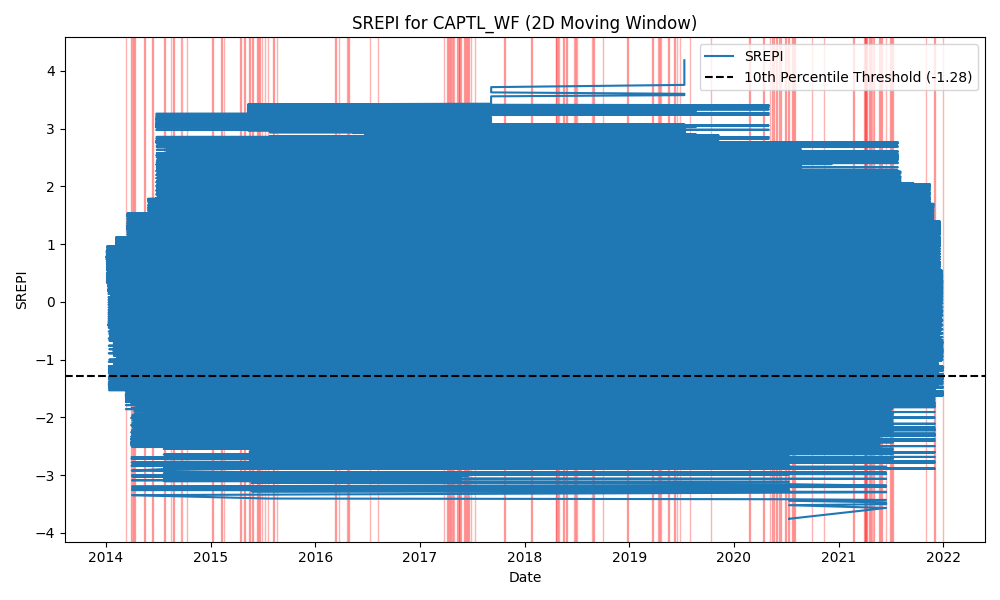 SREPI for CAPTL_WF (2D Moving Window)
SREPI
10th Percentile Threshold (-1.28)
SREPI
4
3
2
1
0
−1
−2
−3
−4
2014 2015 2016 2017 2018 2019 2020 2021 2022
Date